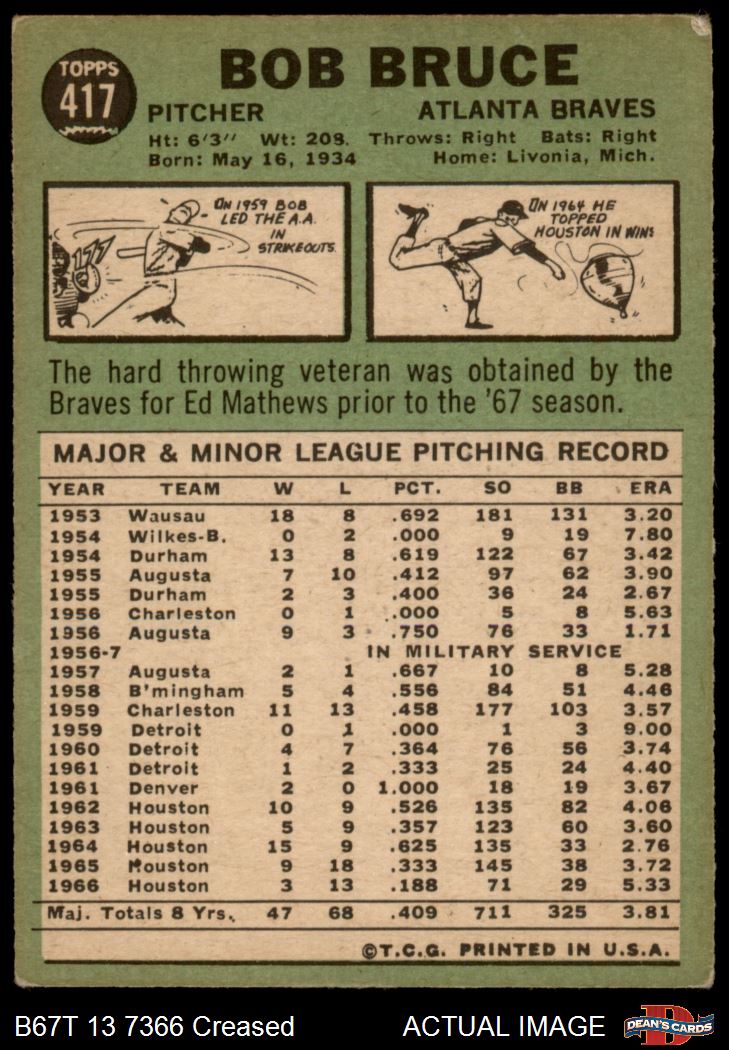 TOPPS
417
BOB BRUCE
PITCHER ATLANTA BRAVES
Ht: 6'3" Wt: 208. Throws: Right Bats: Right
Born: May 16, 1934 Home: Livonia, Mich.
IN 1959 BOB
LED THE A.A.
IN
STRIKEOUTS
177
IN 1964 HE
TOPPED
HOUSTON IN WINS
The hard throwing veteran was obtained by the
Braves for Ed Mathews prior to the '67 season.
MAJOR & MINOR LEAGUE PITCHING RECORD
YEAR TEAM W L PCT. SO BB ERA
1953 Wausau 18 8 .692 181 131 3.20
1954 Wilkes-B. 0 2 .000 9 19 7.80
1954 Durham 13 8 .619 122 67 3.42
1955 Augusta 7 10 .412 97 62 3.90
1955 Durham 2 3 .400 36 24 2.67
1956 Charleston 0 1 .000 5 8 5.63
1956 Augusta 9 3 .750 76 33 1.71
1956-7 IN MILITARY SERVICE
1957 Augusta 2 1 .667 10 8 5.28
1958 B'mingham 5 4 .556 84 51 4.46
1959 Charleston 11 13 .458 177 103 3.57
1959 Detroit 0 1 .000 1 3 9.00
1960 Detroit 4 7 .364 76 56 3.74
1961 Detroit 1 2 .333 25 24 4.40
1961 Denver 2 0 1.000 18 19 3.67
1962 Houston 10 9 .526 135 82 4.06
1963 Houston 5 9 .357 123 60 3.60
1964 Houston 15 9 .625 135 33 2.76
1965 Houston 9 18 .333 145 38 3.72
1966 Houston 3 13 .188 71 29 5.33
Maj. Totals 8 Yrs. 47 68 .409 711 325 3.81
©T.C.G. PRINTED IN U.S.A.
B67T 13 7366 Creased ACTUAL IMAGE
D
DEAN'S CARDS